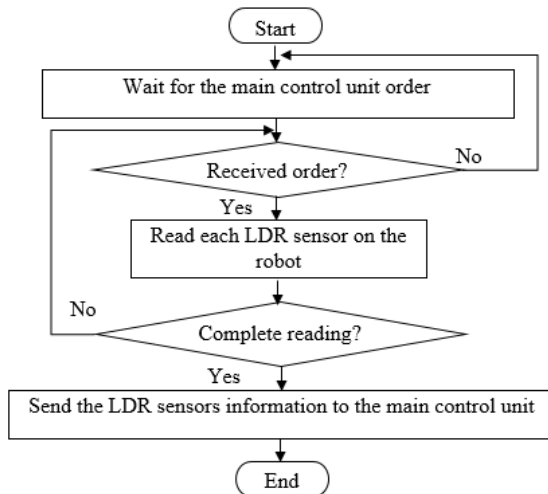 Start
Wait for the main control unit order
Received order?
No
Yes
Read each LDR sensor on the
robot
No
Complete reading?
Yes
Send the LDR sensors information to the main control unit
End